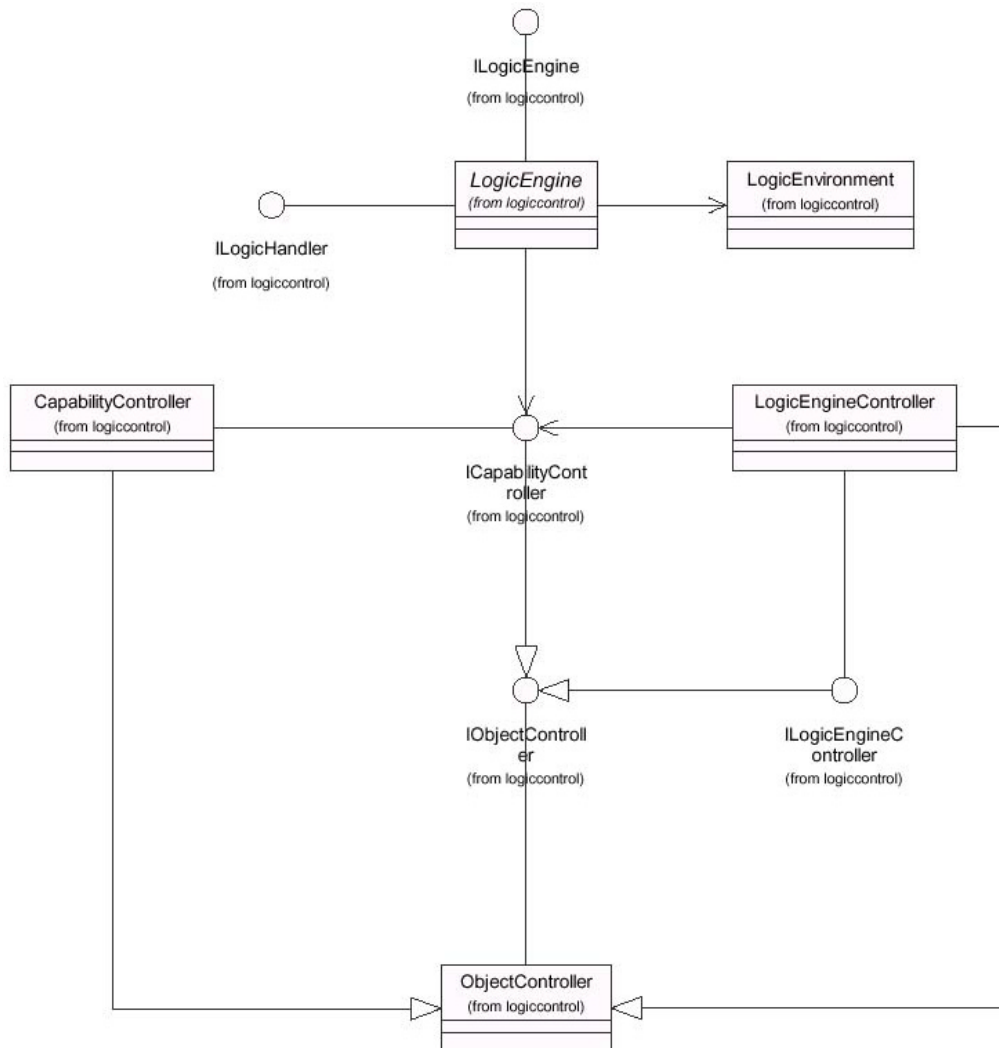 ILogicEngine
(from logiccontrol)
LogicEngine
(from logiccontrol)
LogicEnvironment
(from logiccontrol)
ILogicHandler
(from logiccontrol)
CapabilityController
(from logiccontrol)
LogicEngineController
(from logiccontrol)
ICapabilityCont
roller
(from logiccontrol)
IObjectControll
er
(from logiccontrol)
ILogicEngineC
ontroller
(from logiccontrol)
ObjectController
(from logiccontrol)